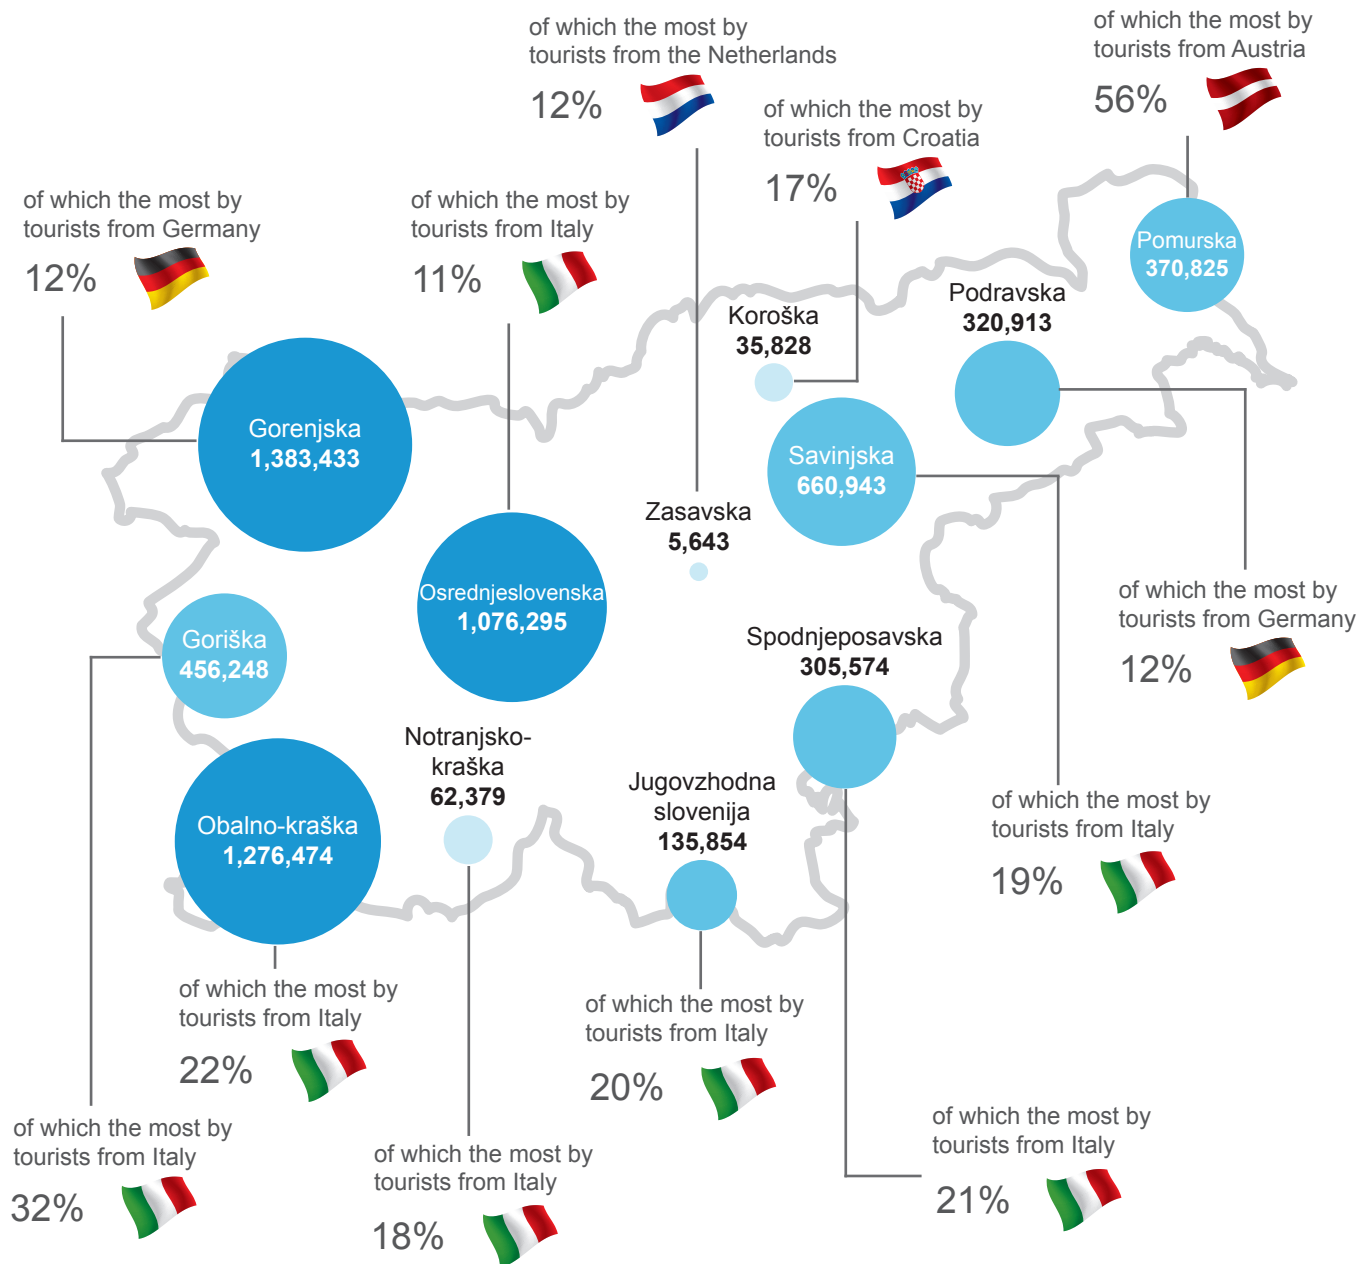 of which the most by
tourists from the Netherlands
12%
of which the most by
tourists from Austria
56%
of which the most by
tourists from Croatia
17%
of which the most by
tourists from Germany
12%
of which the most by
tourists from Italy
11%
Pomurska
370,825
Podravska
320,913
Koroška
35,828
Gorenjska
1,383,433
Savinjska
660,943
Zasavska
5,643
Osrednjeslovenska
1,076,295
of which the most by
tourists from Germany
12%
Goriška
456,248
Spodnjeposavska
305,574
Notranjsko-
kraška
62,379
Jugovzhodna
slovenija
135,854
Obalno-kraška
1,276,474
of which the most by
tourists from Italy
19%
of which the most by
tourists from Italy
22%
of which the most by
tourists from Italy
20%
of which the most by
tourists from Italy
32%
of which the most by
tourists from Italy
18%
of which the most by
tourists from Italy
21%